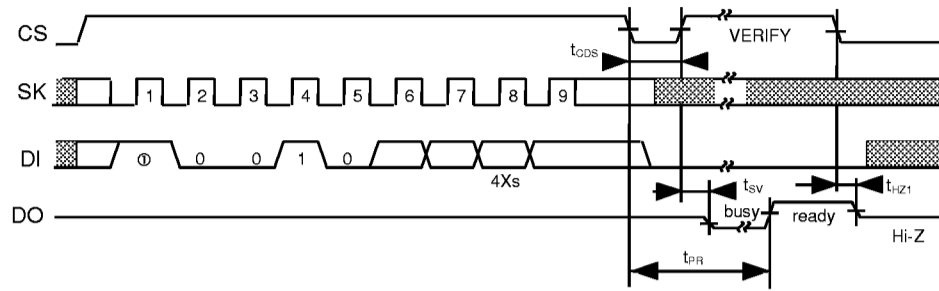 CS
VERIFY
tCDS
SK
1 2 3 4 5 6 7 8 9
DI
① 0 0 1 0
4Xs
tSV
tHZ1
DO
busy
ready
Hi-Z
tPR